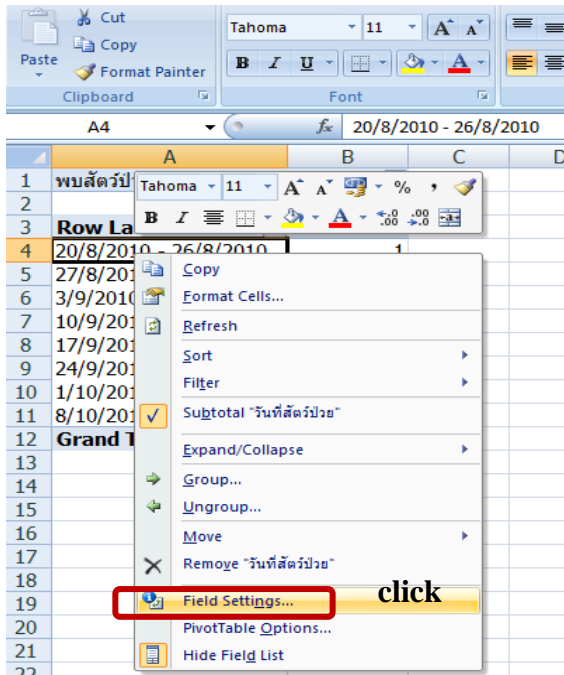 Cut
Copy
Format Painter
Paste
Clipboard
Tahoma 11 A A
B I U A
Font
A4 fx 20/8/2010 - 26/8/2010
A B C D
1 พบสัตว์ป่
2
3 Row La
4 20/8/2010 - 26/8/2010 1
5 27/8/201
6 3/9/2010
7 10/9/201
8 17/9/201
9 24/9/201
10 1/10/201
11 8/10/201
12 Grand T
13
14
15
16
17
18
19
20
21
22
Tahoma 11 A A % ,
B I A .0 .00 .00 .0 a
Copy
Format Cells...
Refresh
Sort
Filter
Subtotal "วันที่สัตว์ป่วย"
Expand/Collapse
Group...
Ungroup...
Move
Remove "วันที่สัตว์ป่วย"
Field Settings... click
PivotTable Options...
Hide Field List